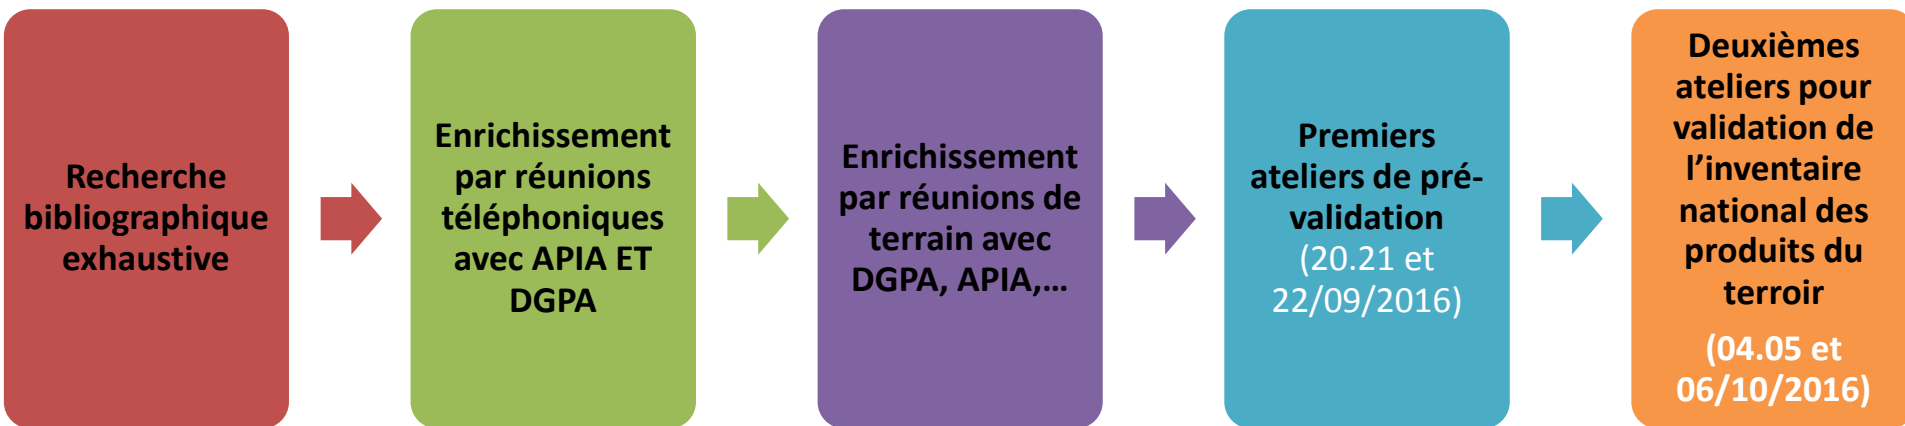 Recherche
bibliographique
exhaustive
Enrichissement
par réunions
téléphoniques
avec APIA ET
DGPA
Enrichissement
par réunions de
terrain avec
DGPA, APIA,...
Premiers
ateliers de pré-
validation
(20.21 et
22/09/2016)
Deuxièmes
ateliers pour
validation de
l’inventaire
national des
produits du
terroir
(04.05 et
06/10/2016)